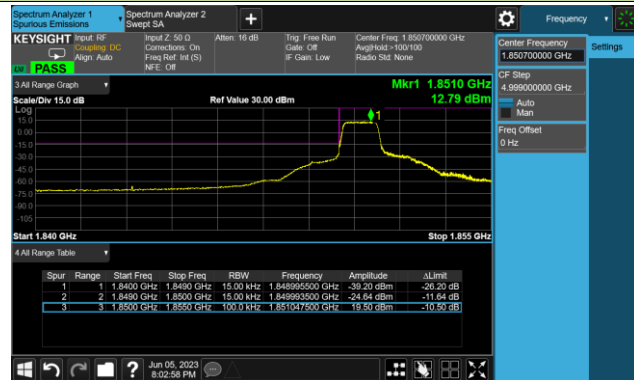 Spectrum Analyzer 1
Spurious Emissions
Spectrum Analyzer 2
Swept SA
Frequency
KEYSIGHT
Input: RF
Coupling: DC
Align: Auto
Input Z: 50 Ω
Corrections: On
Freq Ref: Int (S)
NFE: Off
Atten: 16 dB
Trig: Free Run
Gate: Off
IF Gain: Low
Center Freq: 1.850700000 GHz
Avg|Hold:>100/100
Radio Std: None
PASS
Center Frequency
1.850700000 GHz
Settings
CF Step
4.999000000 GHz
Auto
Man
Freq Offset
0 Hz
3 All Range Graph
Mkr1 1.8510 GHz
12.79 dBm
Scale/Div 15.0 dB
Ref Value 30.00 dBm
Log
15.0
0.00
-15.0
-30.0
-45.0
-60.0
-75.0
-90.0
-105
1
Start 1.840 GHz
Stop 1.855 GHz
4 All Range Table
Spur Range Start Freq Stop Freq RBW Frequency Amplitude ΔLimit
1 1 1.8400 GHz 1.8490 GHz 15.00 kHz 1.848995500 GHz -39.20 dBm -26.20 dB
2 2 1.8490 GHz 1.8500 GHz 15.00 kHz 1.849993500 GHz -24.64 dBm -11.64 dB
3 3 1.8500 GHz 1.8550 GHz 100.0 kHz 1.851047500 GHz 19.50 dBm -10.50 dB
Jun 05, 2023
8:02:58 PM